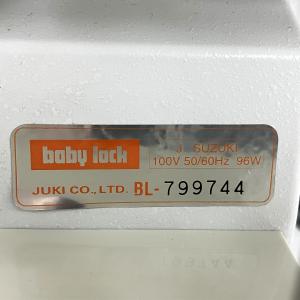 baby lock
J. SUZUKI
100V 50/60Hz 96W
JUKI CO., LTD. BL-799744